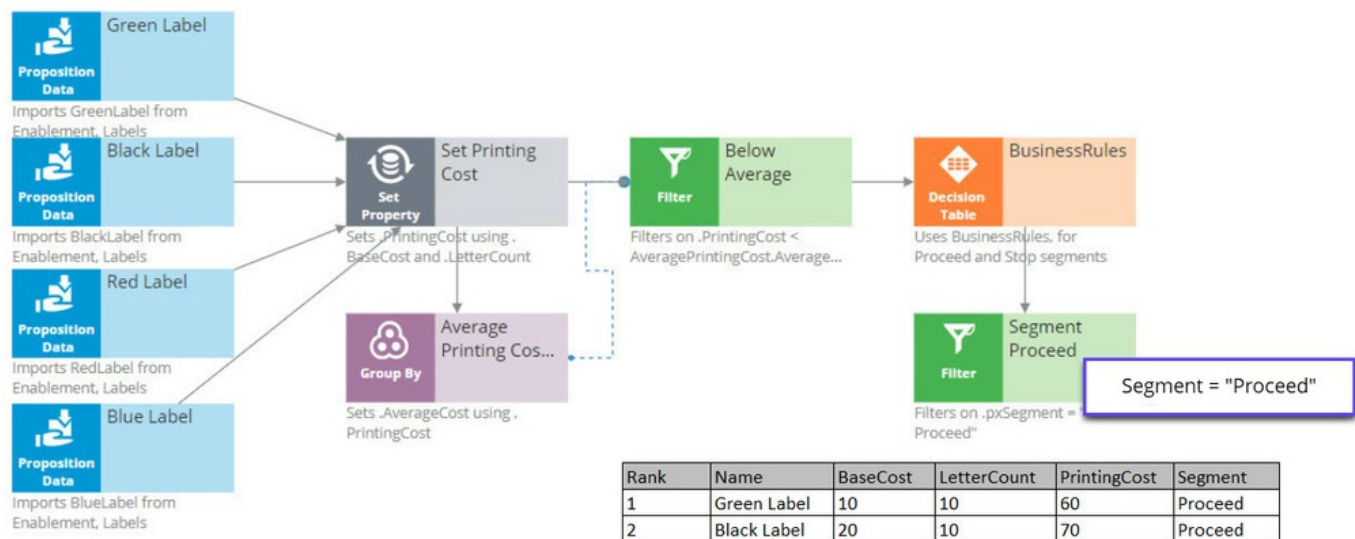 Green Label
Proposition
Data
Imports GreenLabel from
Enablement, Labels
Black Label
Proposition
Data
Imports BlackLabel from
Enablement, Labels
Red Label
Proposition
Data
Imports RedLabel from
Enablement, Labels
Blue Label
Proposition
Data
Imports BlueLabel from
Enablement, Labels
Set Printing
Cost
Set
Property
Sets .PrintingCost using .
BaseCost and .LetterCount
Average
Printing Cos...
Group By
Sets .AverageCost using .
PrintingCost
Below
Average
Filter
Filters on .PrintingCost <
AveragePrintingCost.Average...
BusinessRules
Decision
Table
Uses BusinessRules, for
Proceed and Stop segments
Segment
Proceed
Filter
Filters on .pxSegment = "
Proceed"
Segment = "Proceed"
Rank Name BaseCost LetterCount PrintingCost Segment
1 Green Label 10 10 60 Proceed
2 Black Label 20 10 70 Proceed